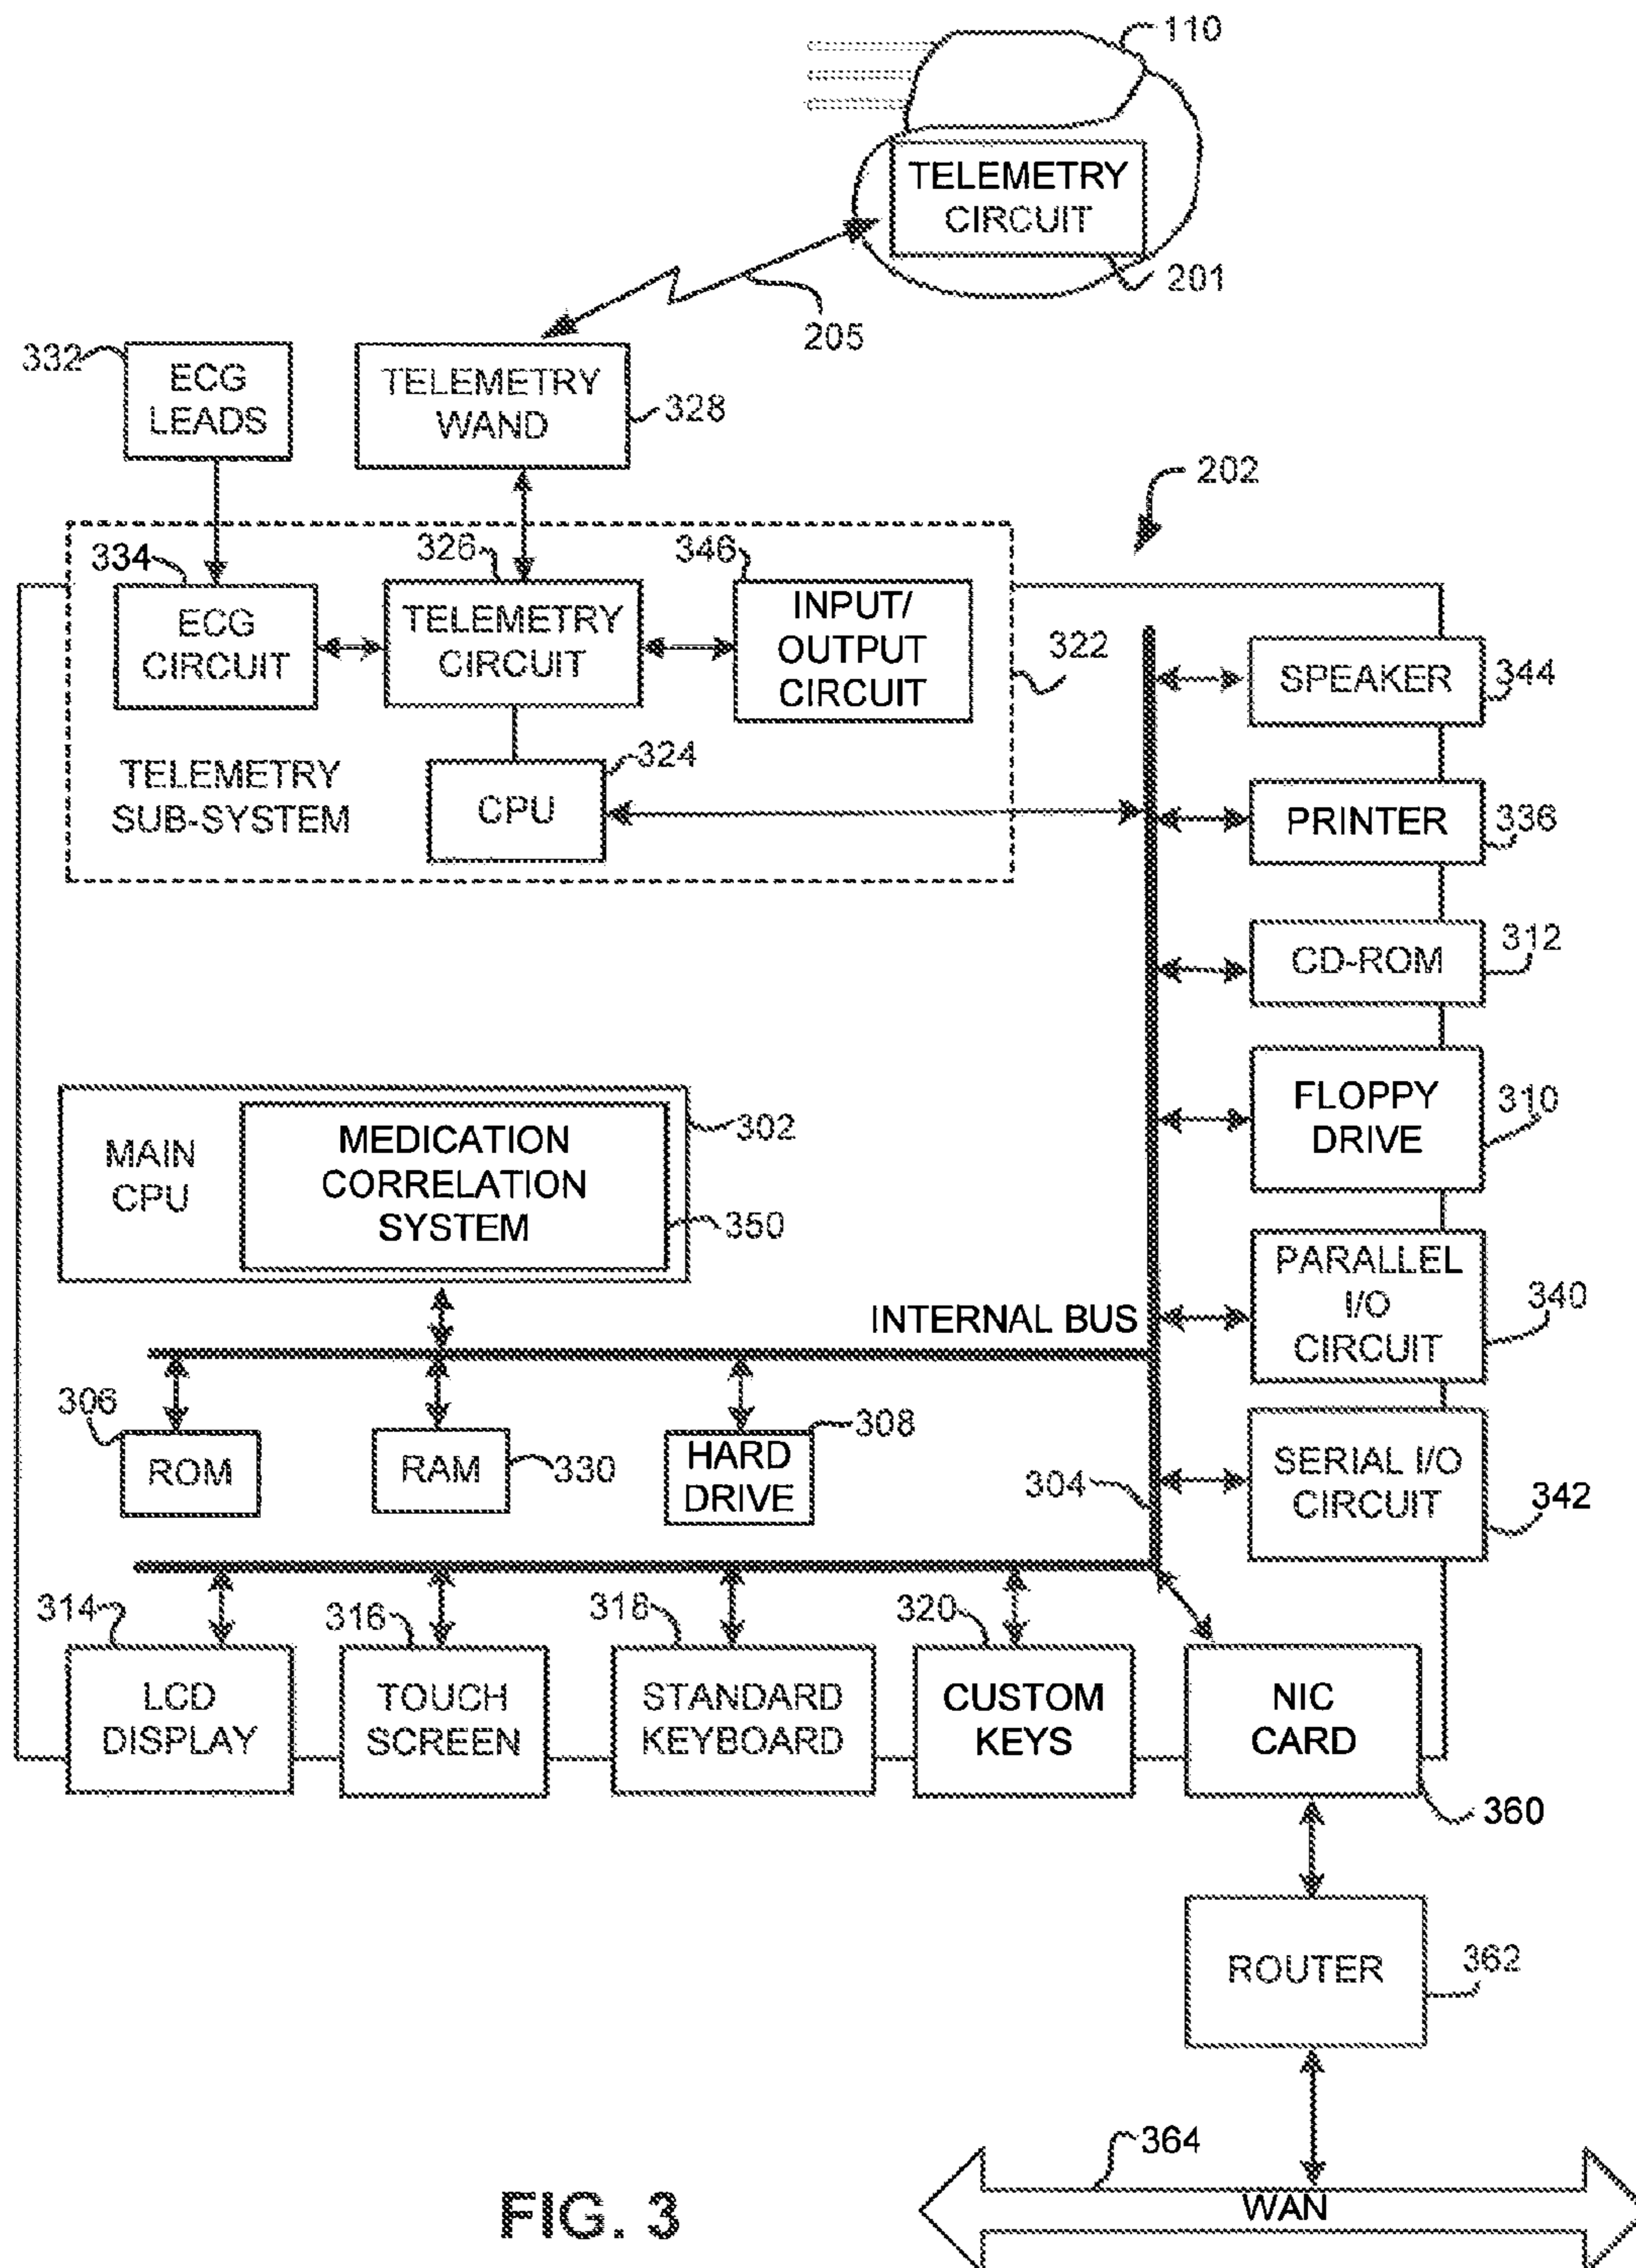 110
TELEMETRY
CIRCUIT
201
205
332
ECG
LEADS
TELEMETRY
WAND
328
202
334
326
346
ECG
CIRCUIT
TELEMETRY
CIRCUIT
INPUT/
OUTPUT
CIRCUIT
322
SPEAKER
344
324
TELEMETRY
SUB-SYSTEM
CPU
PRINTER
336
CD-ROM
312
FLOPPY
DRIVE
310
MAIN
CPU
MEDICATION
CORRELATION
SYSTEM
302
350
PARALLEL
I/O
CIRCUIT
340
INTERNAL BUS
306
ROM
RAM
330
HARD
DRIVE
308
304
SERIAL I/O
CIRCUIT
342
314
316
318
320
LCD
DISPLAY
TOUCH
SCREEN
STANDARD
KEYBOARD
CUSTOM
KEYS
NIC
CARD
360
ROUTER
362
364
WAN
FIG. 3